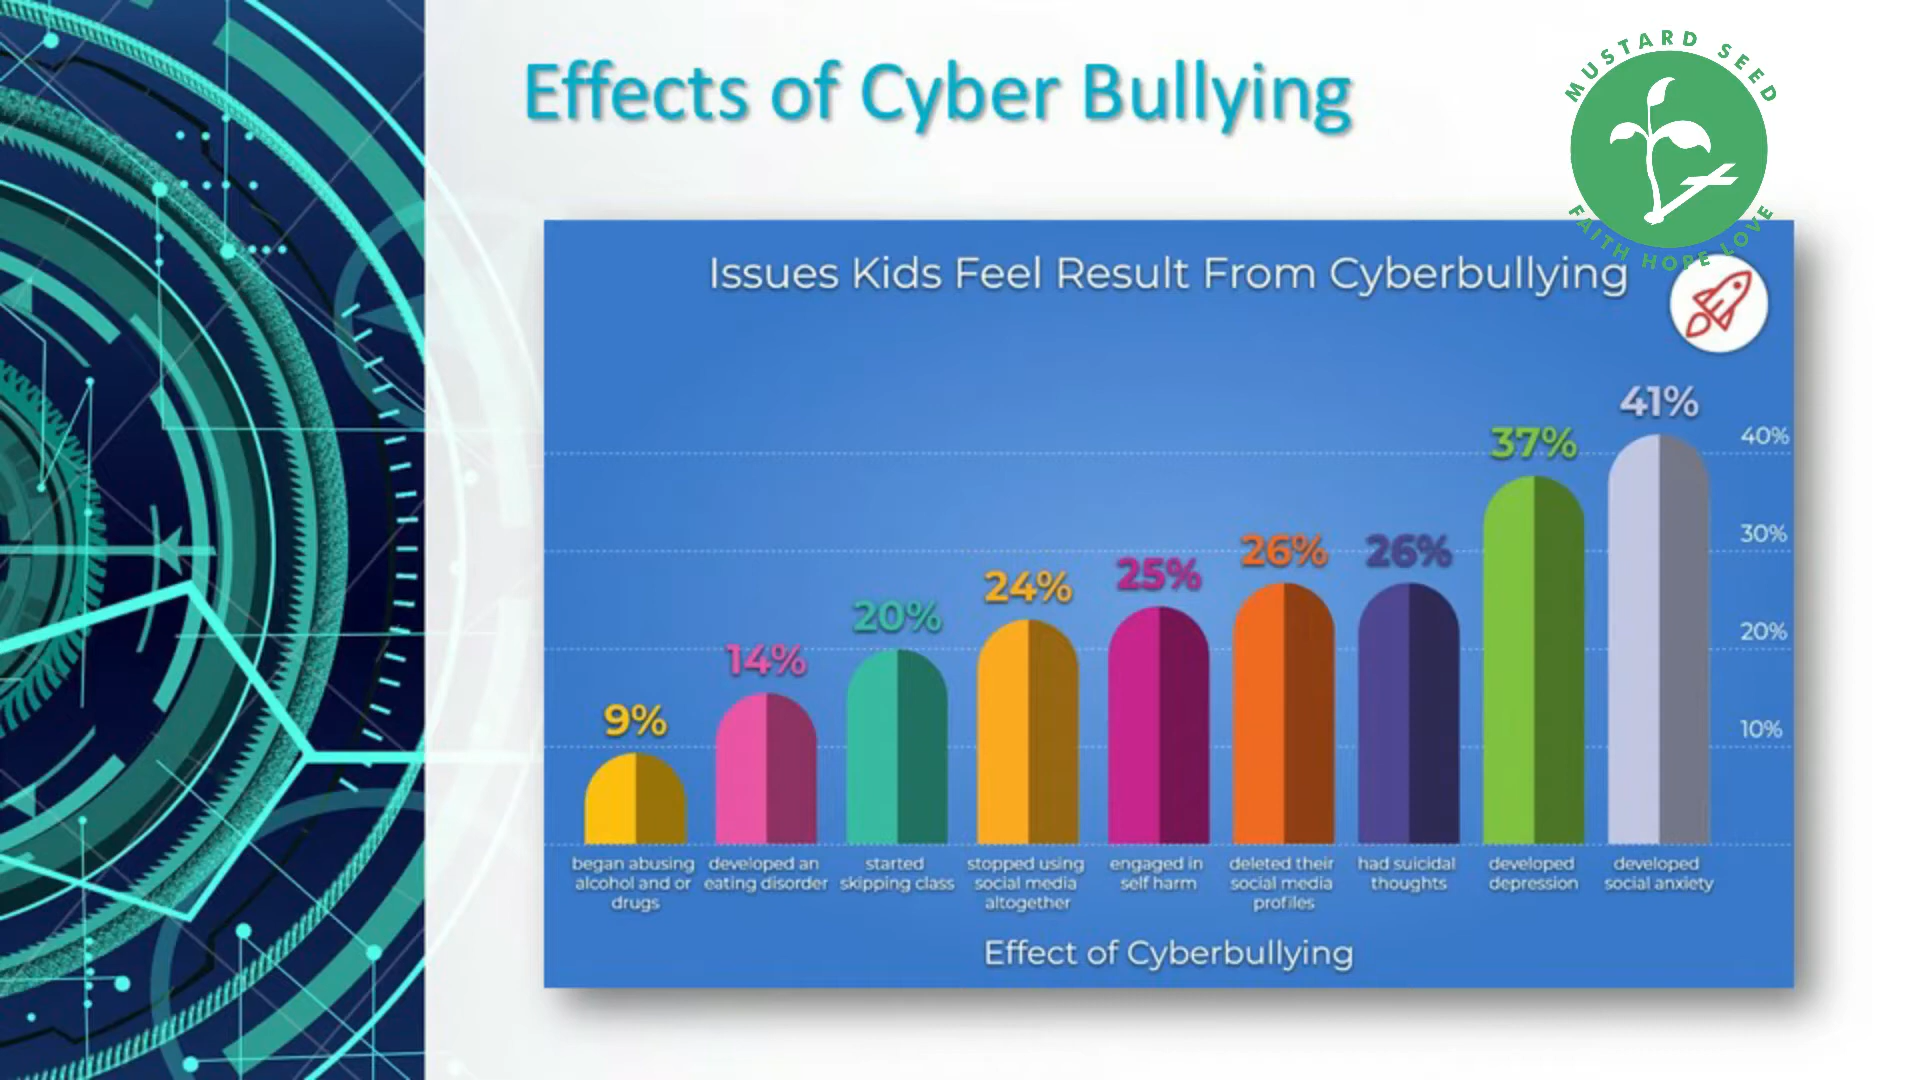 Effects of Cyber Bullying
MUSTARD SEED
FAITH HOPE LOVE
Issues Kids Feel Result From Cyberbullying
41%
37%
40%
26%
26%
30%
25%
24%
20%
20%
14%
9%
10%
began abusing
alcohol and or
drugs
developed an
eating disorder
started
skipping class
stopped using
social media
altogether
engaged in
self harm
deleted their
social media
profiles
had suicidal
thoughts
developed
depression
developed
social anxiety
Effect of Cyberbullying